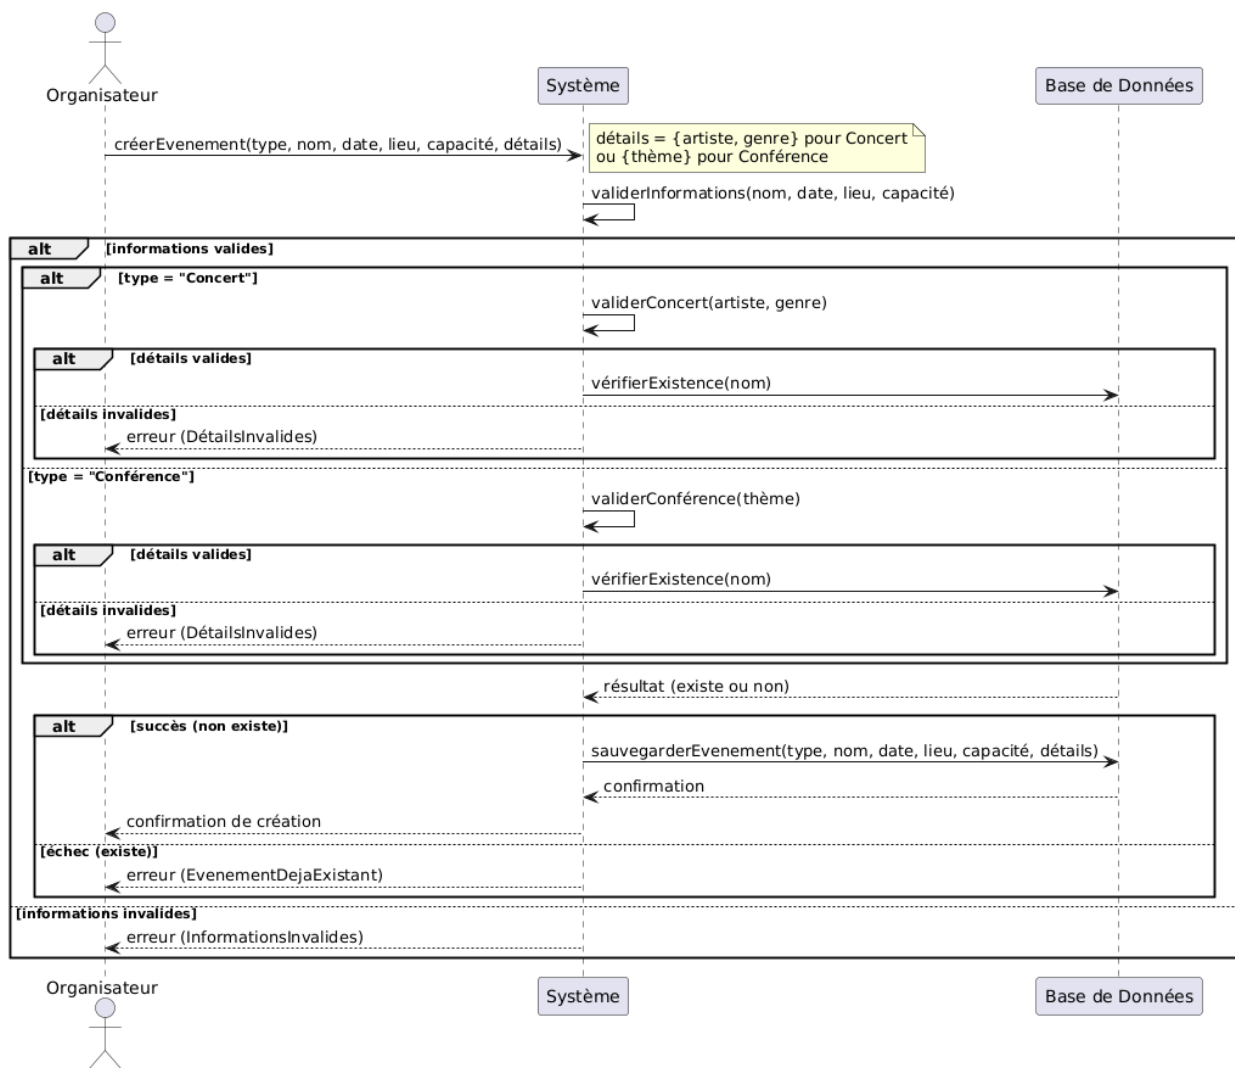 Organisateur
Système
Base de Données
créerEvenement(type, nom, date, lieu, capacité, détails)
détails = {artiste, genre} pour Concert
ou {thème} pour Conférence
validerInformations(nom, date, lieu, capacité)
alt [informations valides]
alt [type = "Concert"]
validerConcert(artiste, genre)
alt [détails valides]
vérifierExistence(nom)
[détails invalides]
erreur (DétailsInvalides)
[type = "Conférence"]
validerConférence(thème)
alt [détails valides]
vérifierExistence(nom)
[détails invalides]
erreur (DétailsInvalides)
résultat (existe ou non)
alt [succès (non existe)]
sauvegarderEvenement(type, nom, date, lieu, capacité, détails)
confirmation
confirmation de création
[échec (existe)]
erreur (EvenementDejaExistant)
[informations invalides]
erreur (InformationsInvalides)
Organisateur
Système
Base de Données